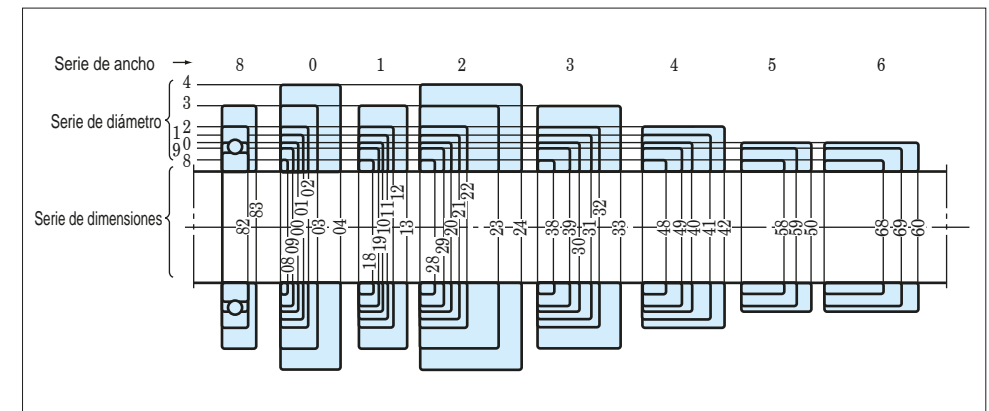 Serie de ancho → 8 0 1 2 3 4 5 6
Serie de diámetro
4
3
2
1
0
9
8
Serie de dimensiones
82 83
08 09 00 01 02 03 04
18 19 10 11 12 13
28 29 20 21 22 23 24
38 39 30 31 32 33
48 49 40 41 42
58 59 50
68 69 60